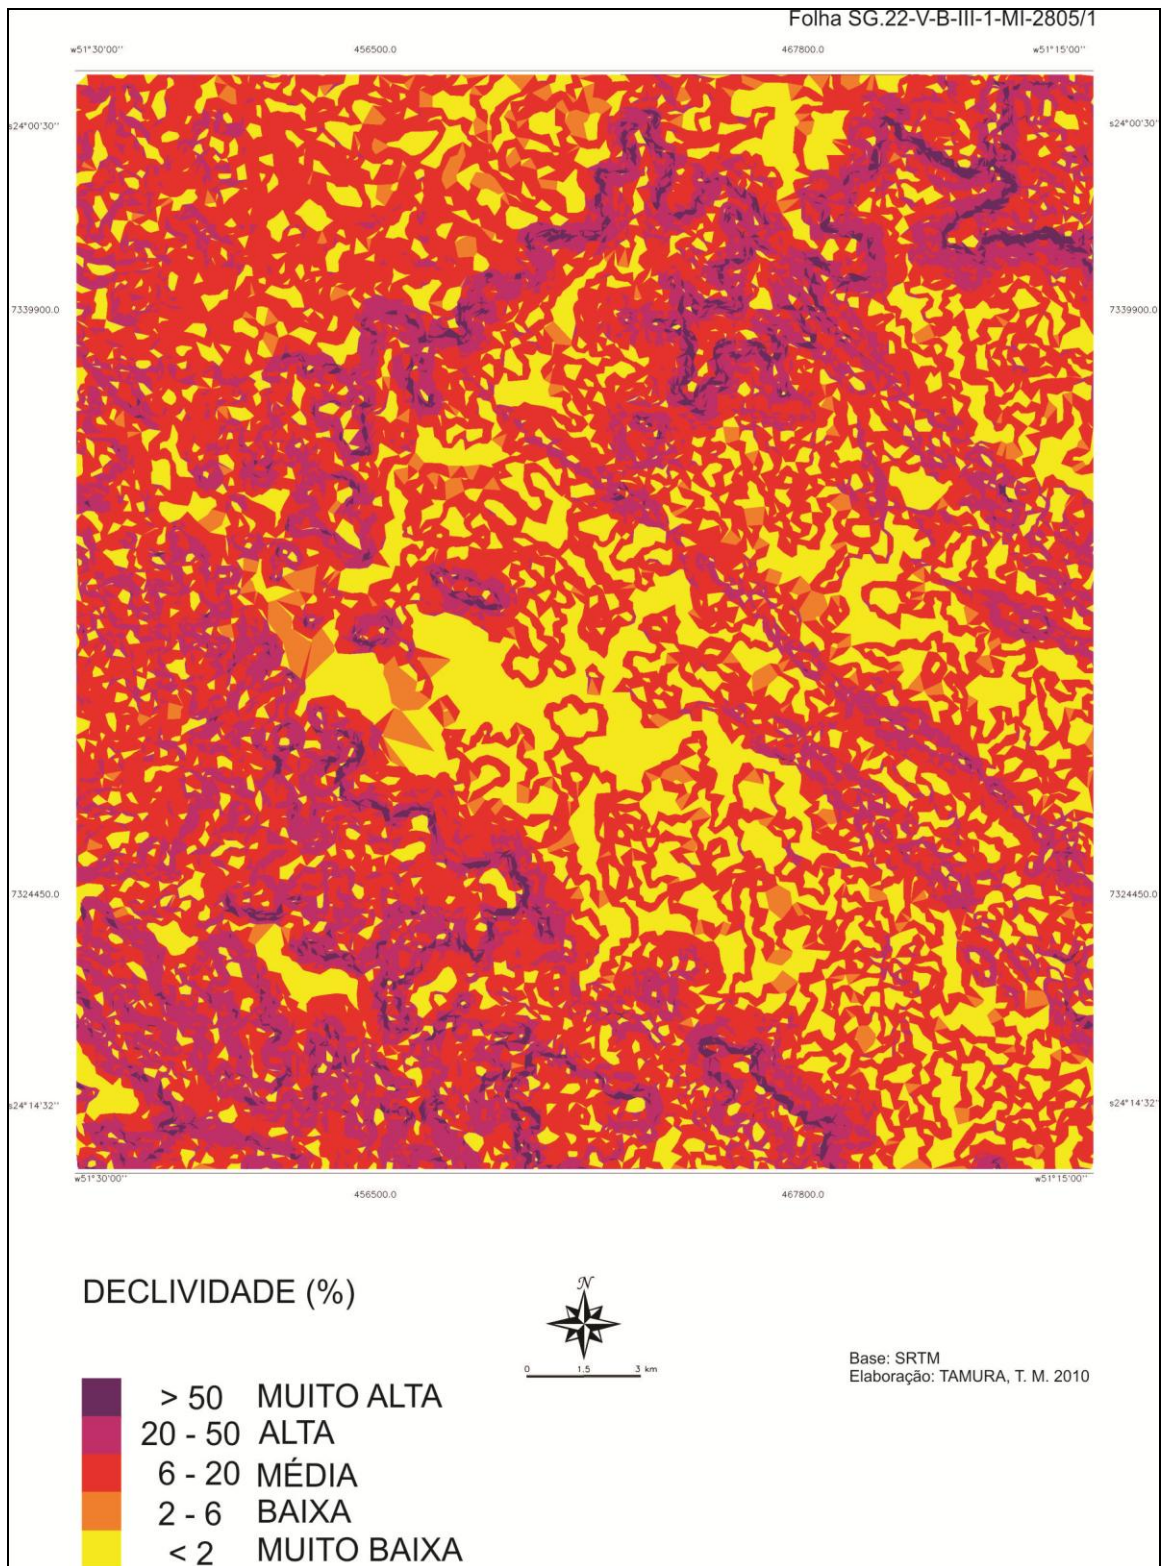 Folha SG.22-V-B-III-1-MI-2805/1
w51°30'00'' 456500.0 467800.0 w51°15'00''
s24°00'30'' s24°00'30''
7339900.0 7339900.0
7324450.0 7324450.0
s24°14'32'' s24°14'32''
w51°30'00'' 456500.0 467800.0 w51°15'00''
DECLIVIDADE (%)
N
0 1.5 3 km
Base: SRTM
Elaboração: TAMURA, T. M. 2010
> 50 MUITO ALTA
20 - 50 ALTA
6 - 20 MÉDIA
2 - 6 BAIXA
< 2 MUITO BAIXA